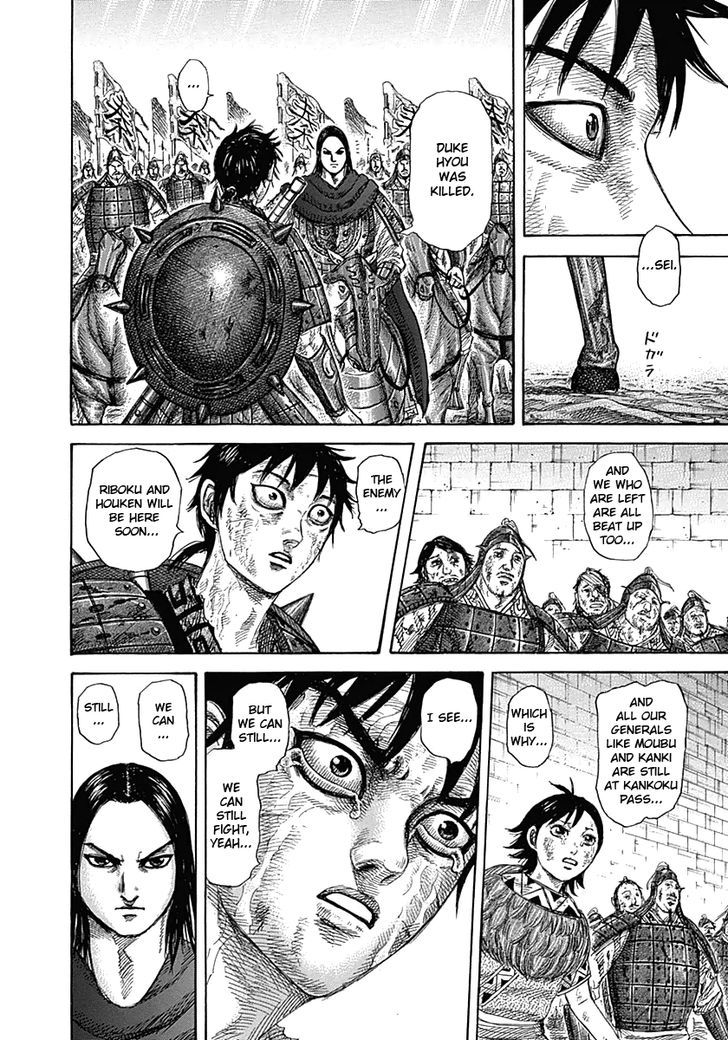 ...SEI.
ドガラ
DUKE
HYOU WAS
KILLED.
...
AND
WE WHO
ARE LEFT
ARE ALL
BEAT UP
TOO...
THE
ENEMY
...
RIBOKU AND
HOUKEN WILL
BE HERE
SOON...
AND
ALL OUR
GENERALS
LIKE MOUBU
AND KANKI
ARE STILL
AT KANKOKU
PASS...
WHICH
IS
WHY...
I SEE...
BUT
WE CAN
STILL...
WE
CAN
STILL
FIGHT,
YEAH...
WE
CAN
...
STILL
...